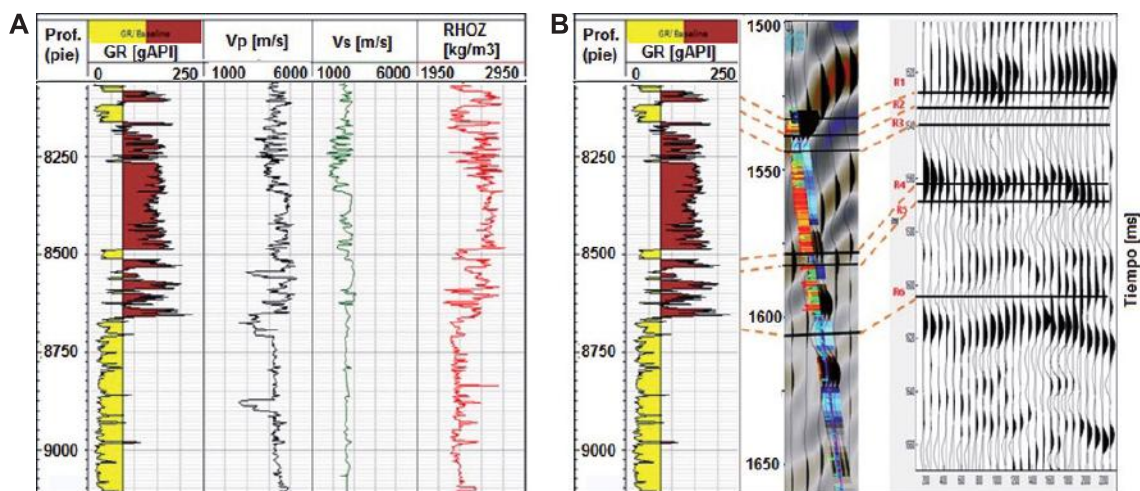 A
Prof.
(pie)
GR/ Baseline
GR [gAPI]
0 250
Vp [m/s]
1000 6000
Vs [m/s]
1000 6000
RHOZ
[kg/m3]
1950 2950
8250
8500
8750
9000
B
Prof.
(pie)
GR/ Baseline
GR [gAPI]
0 250
8250
8500
8750
9000
1500
1550
1600
1650
R1
R2
R3
R4
R5
R6
Tiempo [ms]